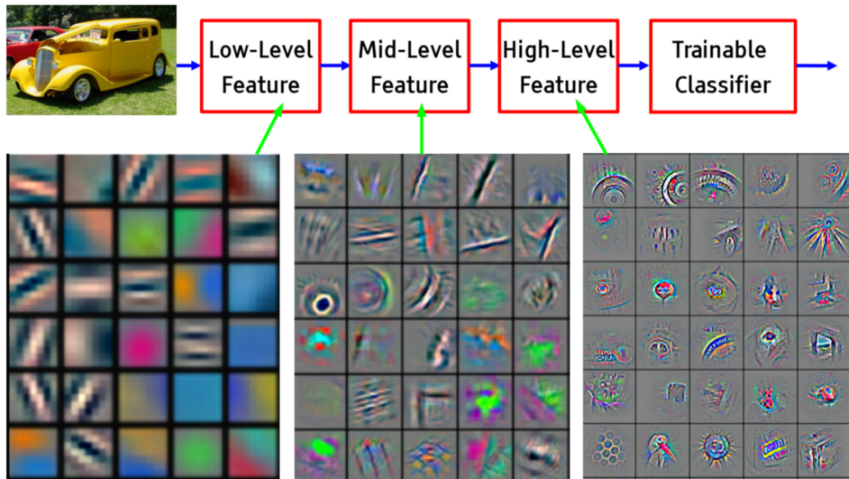 Low-Level
Feature
Mid-Level
Feature
High-Level
Feature
Trainable
Classifier